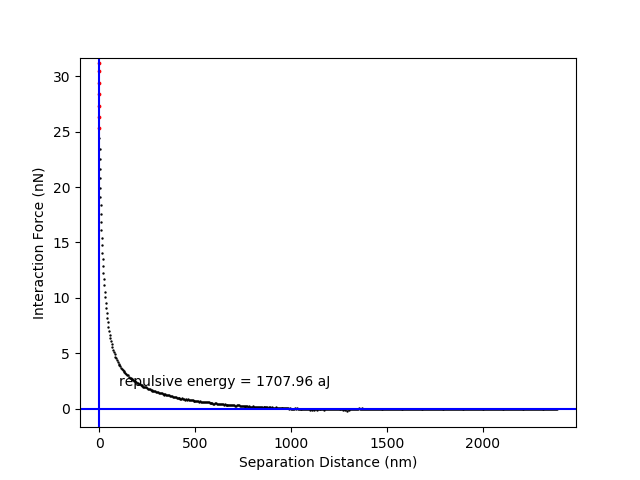 30
25
20
15
10
5
0
Interaction Force (nN)
repulsive energy = 1707.96 aJ
0 500 1000 1500 2000
Separation Distance (nm)